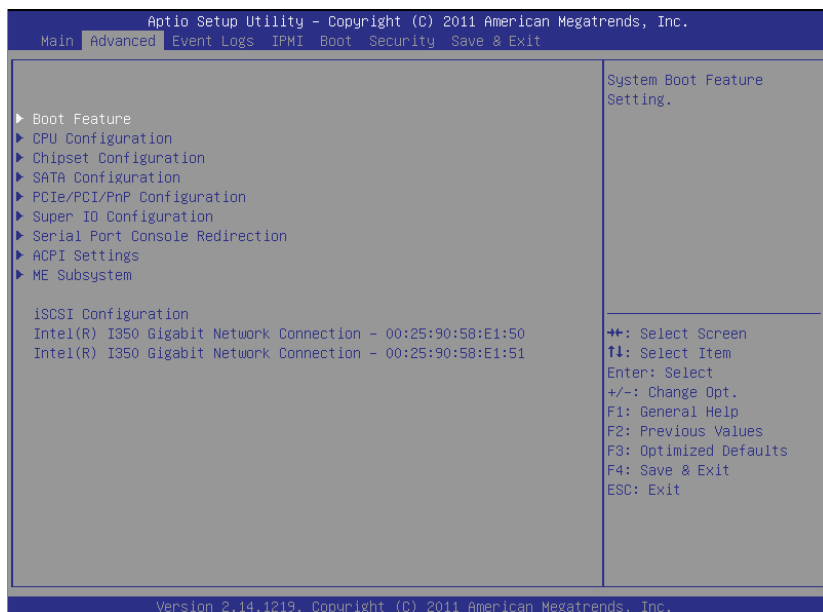 Aptio Setup Utility – Copyright (C) 2011 American Megatrends, Inc.
Main Advanced Event Logs IPMI Boot Security Save & Exit
▶ Boot Feature
▶ CPU Configuration
▶ Chipset Configuration
▶ SATA Configuration
▶ PCIe/PCI/PnP Configuration
▶ Super IO Configuration
▶ Serial Port Console Redirection
▶ ACPI Settings
▶ ME Subsystem
iSCSI Configuration
Intel(R) I350 Gigabit Network Connection – 00:25:90:58:E1:50
Intel(R) I350 Gigabit Network Connection – 00:25:90:58:E1:51
System Boot Feature
Setting.
→←: Select Screen
↑↓: Select Item
Enter: Select
+/-: Change Opt.
F1: General Help
F2: Previous Values
F3: Optimized Defaults
F4: Save & Exit
ESC: Exit
Version 2.14.1219. Copyright (C) 2011 American Megatrends, Inc.